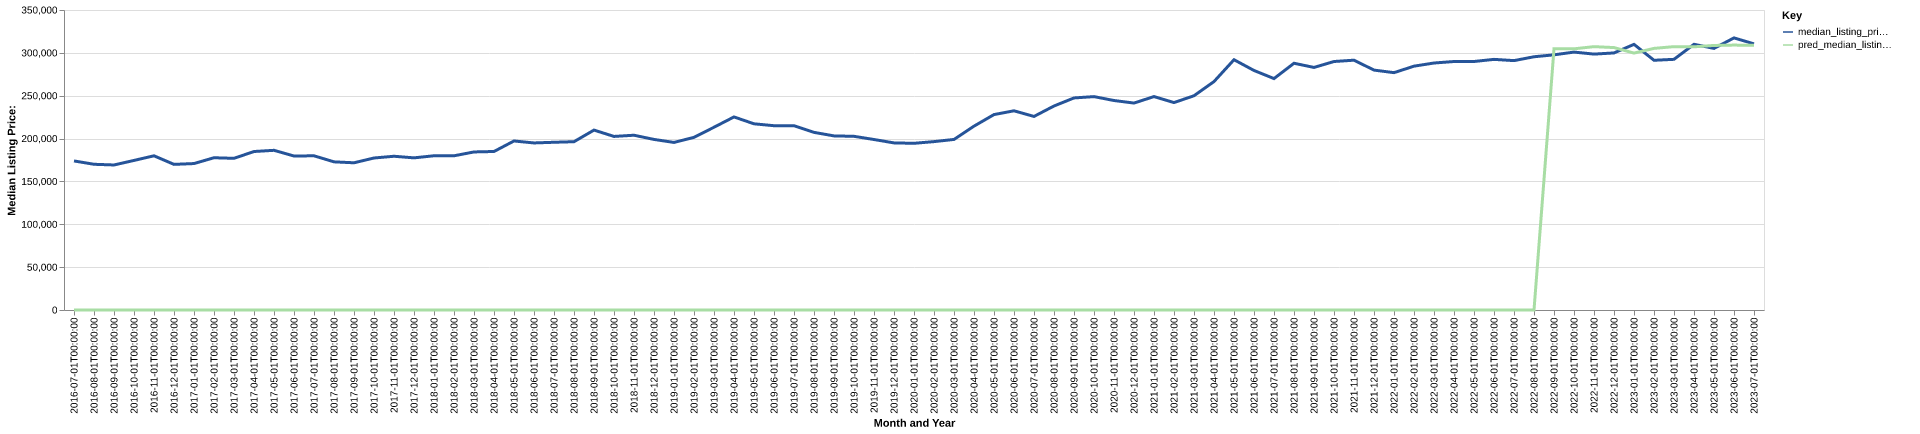 350,000
300,000
250,000
200,000
150,000
100,000
50,000
0
Median Listing Price:
2016-07-01T00:00:00
2016-08-01T00:00:00
2016-09-01T00:00:00
2016-10-01T00:00:00
2016-11-01T00:00:00
2016-12-01T00:00:00
2017-01-01T00:00:00
2017-02-01T00:00:00
2017-03-01T00:00:00
2017-04-01T00:00:00
2017-05-01T00:00:00
2017-06-01T00:00:00
2017-07-01T00:00:00
2017-08-01T00:00:00
2017-09-01T00:00:00
2017-10-01T00:00:00
2017-11-01T00:00:00
2017-12-01T00:00:00
2018-01-01T00:00:00
2018-02-01T00:00:00
2018-03-01T00:00:00
2018-04-01T00:00:00
2018-05-01T00:00:00
2018-06-01T00:00:00
2018-07-01T00:00:00
2018-08-01T00:00:00
2018-09-01T00:00:00
2018-10-01T00:00:00
2018-11-01T00:00:00
2018-12-01T00:00:00
2019-01-01T00:00:00
2019-02-01T00:00:00
2019-03-01T00:00:00
2019-04-01T00:00:00
2019-05-01T00:00:00
2019-06-01T00:00:00
2019-07-01T00:00:00
2019-08-01T00:00:00
2019-09-01T00:00:00
2019-10-01T00:00:00
2019-11-01T00:00:00
2019-12-01T00:00:00
2020-01-01T00:00:00
2020-02-01T00:00:00
2020-03-01T00:00:00
2020-04-01T00:00:00
2020-05-01T00:00:00
2020-06-01T00:00:00
2020-07-01T00:00:00
2020-08-01T00:00:00
2020-09-01T00:00:00
2020-10-01T00:00:00
2020-11-01T00:00:00
2020-12-01T00:00:00
2021-01-01T00:00:00
2021-02-01T00:00:00
2021-03-01T00:00:00
2021-04-01T00:00:00
2021-05-01T00:00:00
2021-06-01T00:00:00
2021-07-01T00:00:00
2021-08-01T00:00:00
2021-09-01T00:00:00
2021-10-01T00:00:00
2021-11-01T00:00:00
2021-12-01T00:00:00
2022-01-01T00:00:00
2022-02-01T00:00:00
2022-03-01T00:00:00
2022-04-01T00:00:00
2022-05-01T00:00:00
2022-06-01T00:00:00
2022-07-01T00:00:00
2022-08-01T00:00:00
2022-09-01T00:00:00
2022-10-01T00:00:00
2022-11-01T00:00:00
2022-12-01T00:00:00
2023-01-01T00:00:00
2023-02-01T00:00:00
2023-03-01T00:00:00
2023-04-01T00:00:00
2023-05-01T00:00:00
2023-06-01T00:00:00
2023-07-01T00:00:00
Month and Year
Key
median_listing_pri…
pred_median_listin…